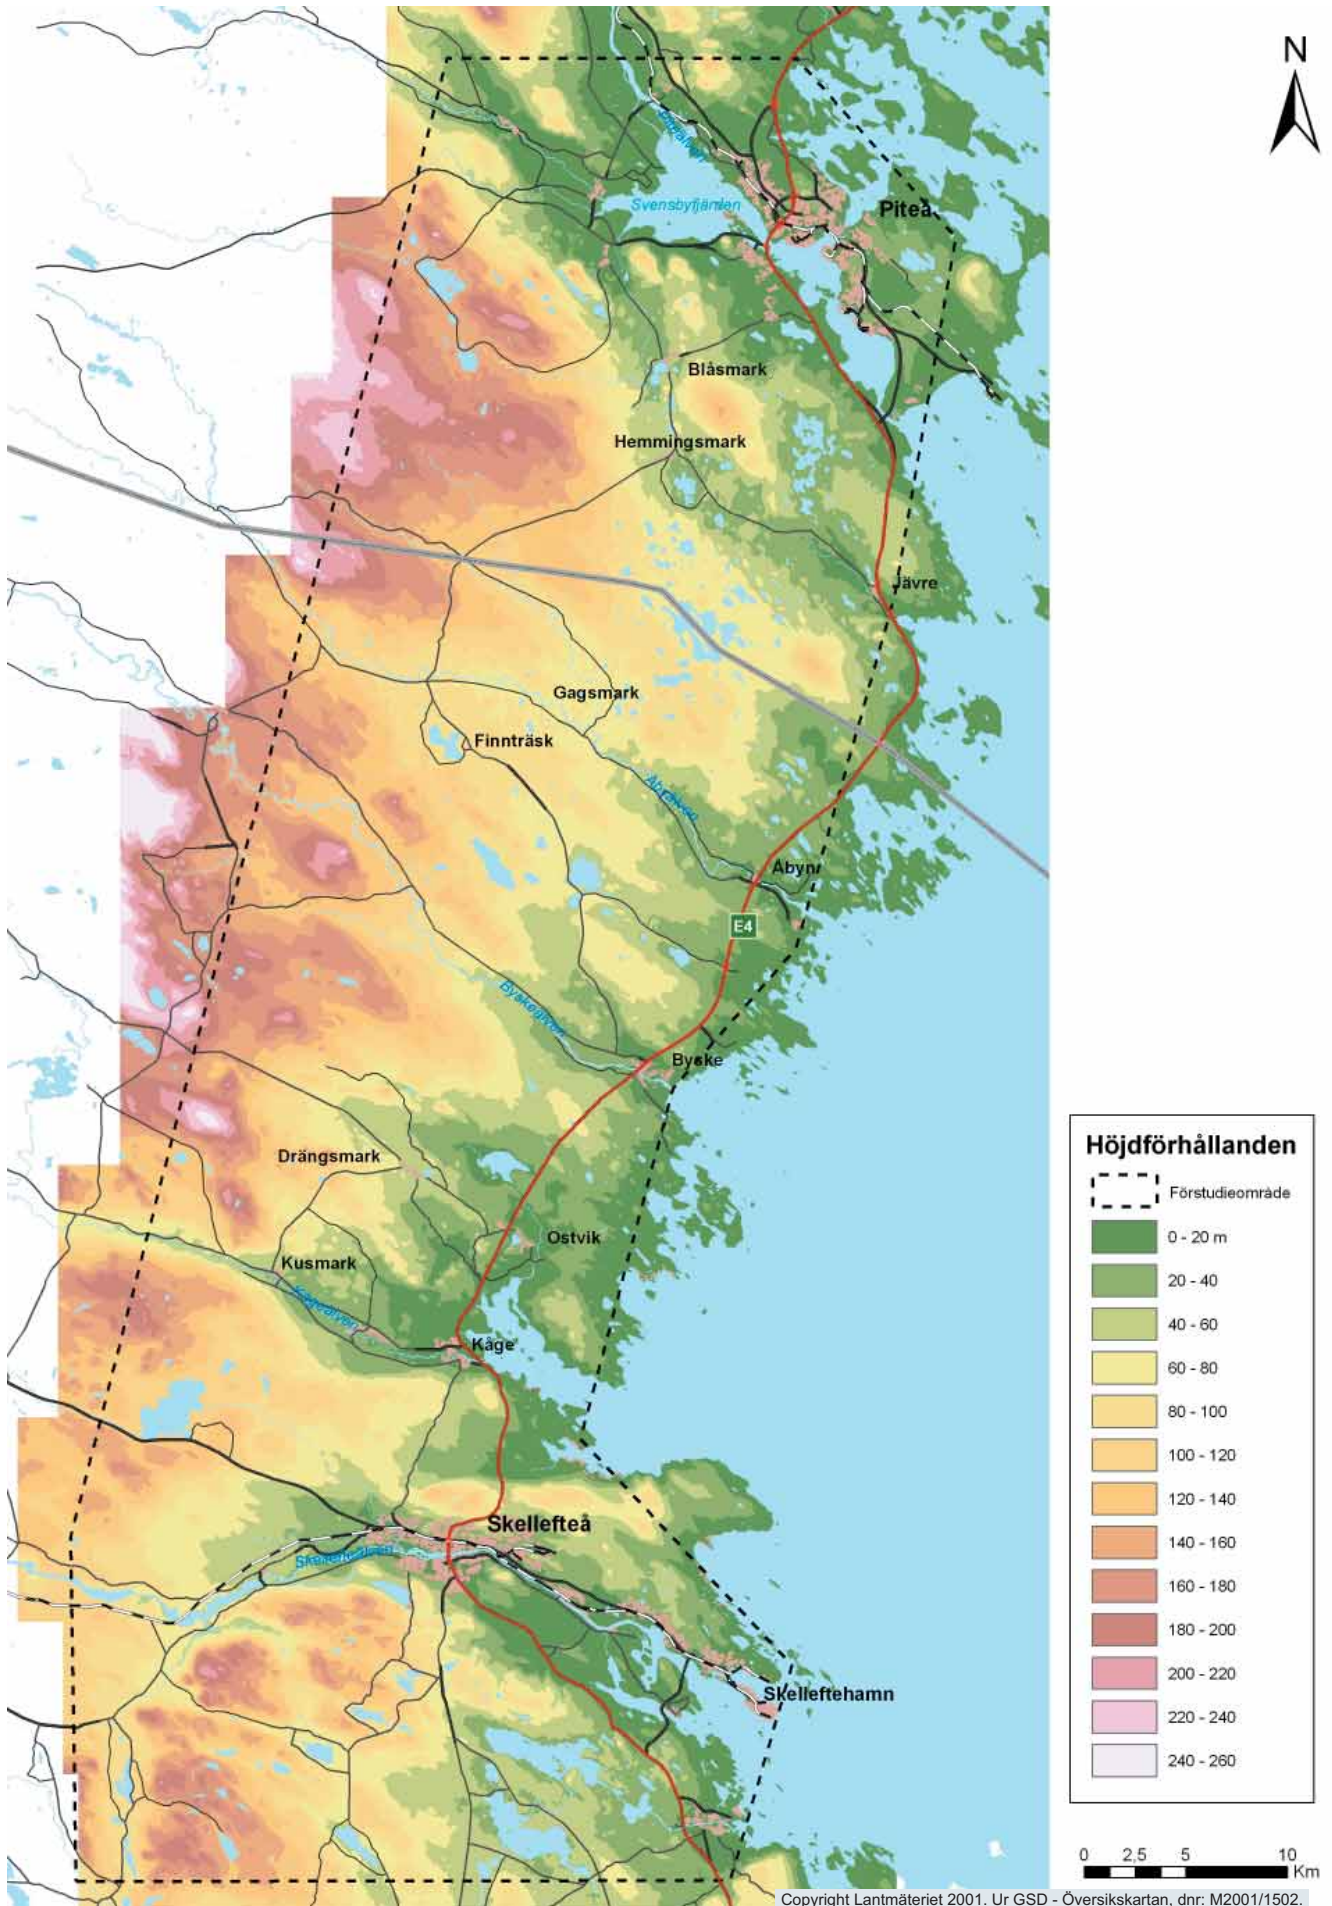 N
Piteälven
Svensbyfjärden
Piteå
Blåsmark
Hemmingsmark
Jävre
Gagsmark
Finnträsk
Åbyälven
Åbyn
E4
Byskeälven
Byske
Drängsmark
Ostvik
Kusmark
Kågeälven
Kåge
Skellefteå
Skellefteälven
Skelleftehamn
Höjdförhållanden
Förstudieområde
0 - 20 m
20 - 40
40 - 60
60 - 80
80 - 100
100 - 120
120 - 140
140 - 160
160 - 180
180 - 200
200 - 220
220 - 240
240 - 260
0 2,5 5 10
Km
Copyright Lantmäteriet 2001. Ur GSD - Översikskartan, dnr: M2001/1502.